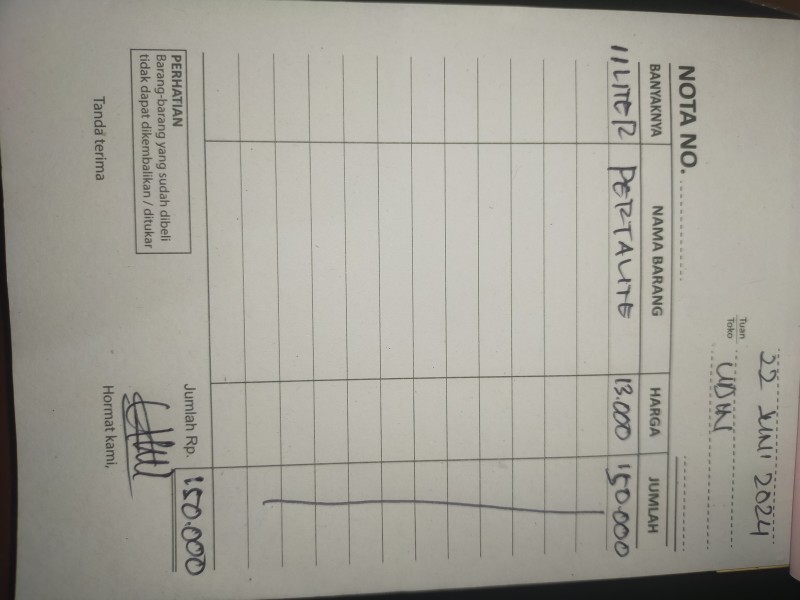 22 JUNI 2024
Tuan
Toko UDIN
NOTA NO.
BANYAKNYA NAMA BARANG HARGA JUMLAH
11 LITER PERTALITE 13.000 150.000
Jumlah Rp. 150.000
PERHATIAN
Barang-barang yang sudah dibeli
tidak dapat dikembalikan / ditukar
Tanda terima Hormat kami,